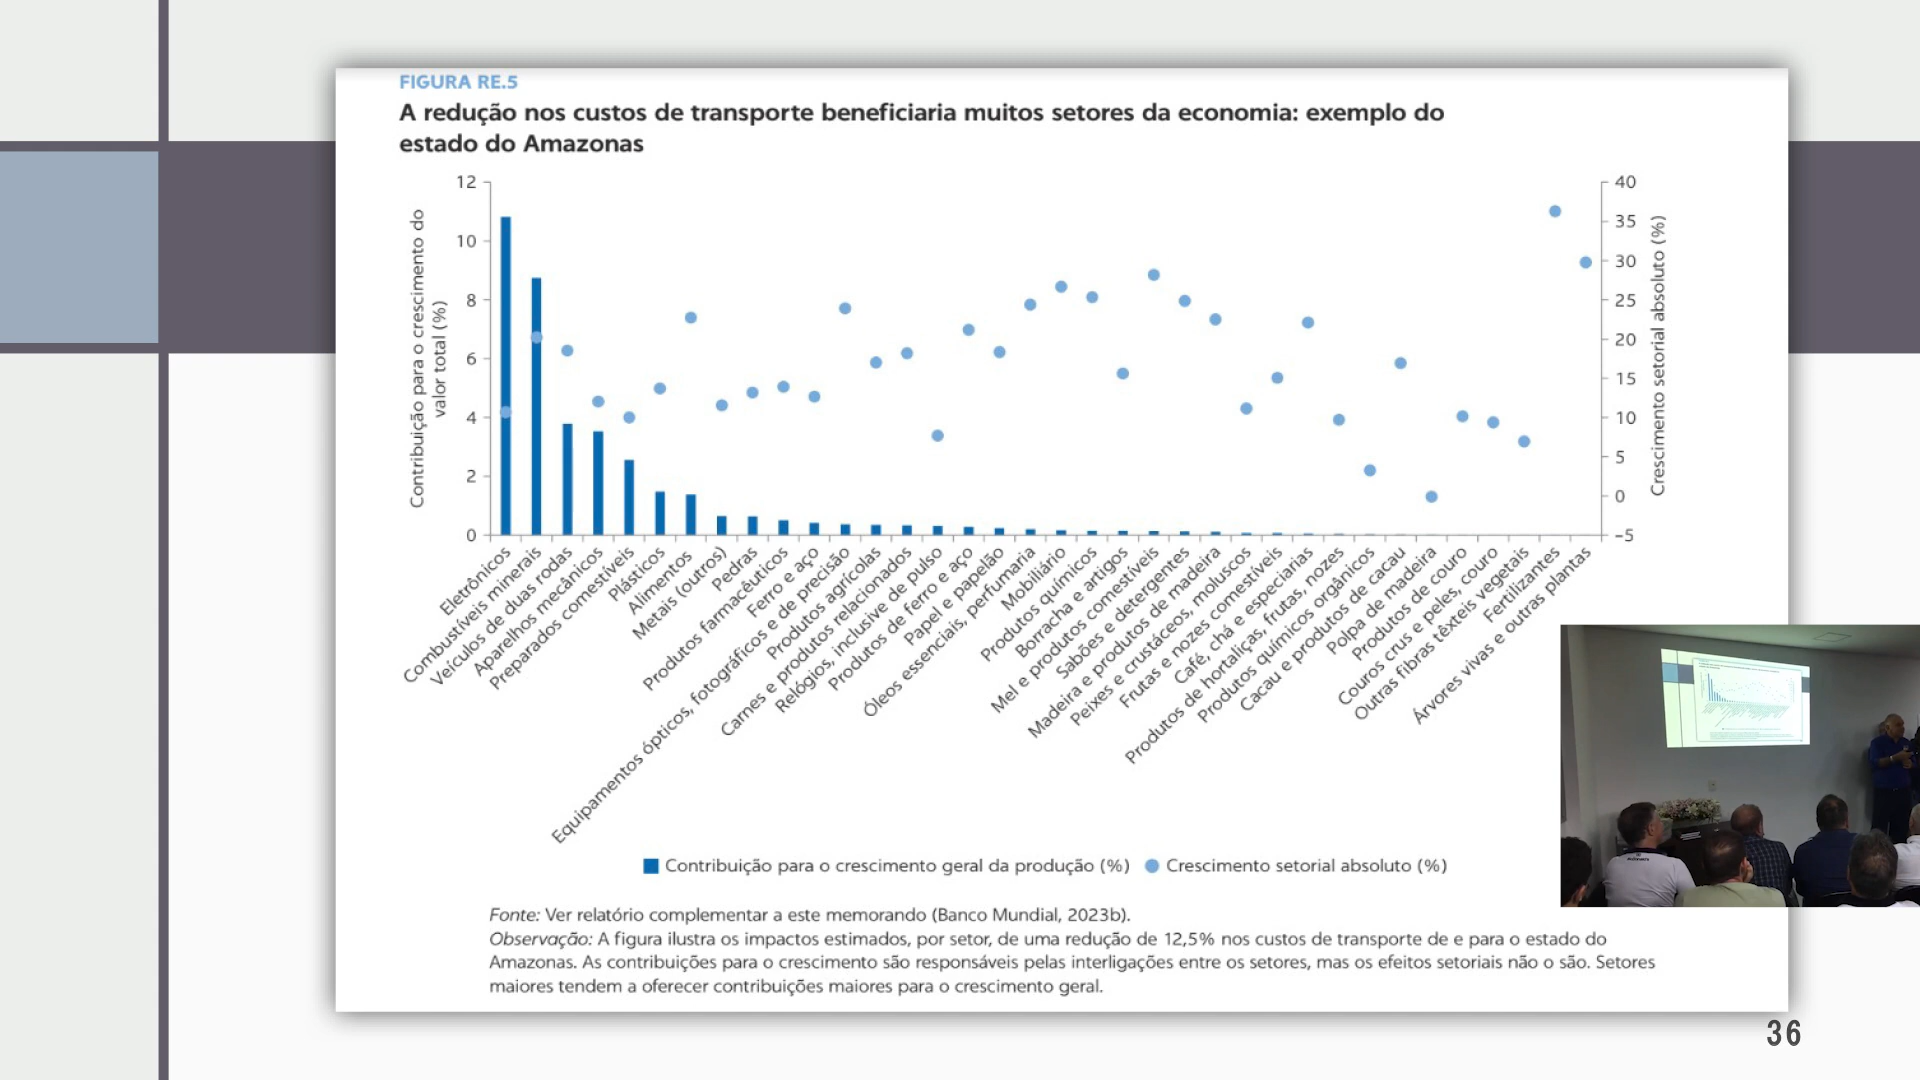 FIGURA RE.5
A redução nos custos de transporte beneficiaria muitos setores da economia: exemplo do
estado do Amazonas
Contribuição para o crescimento do
valor total (%)
12
10
8
6
4
2
0
40
35
30
25
20
15
10
5
0
−5
Crescimento setorial absoluto (%)
Eletrônicos
Combustíveis minerais
Veículos de duas rodas
Aparelhos mecânicos
Preparados comestíveis
Plásticos
Alimentos
Metais (outros)
Pedras
Produtos farmacêuticos
Ferro e aço
Equipamentos ópticos, fotográficos e de precisão
Produtos agrícolas
Carnes e produtos relacionados
Relógios, inclusive de pulso
Produtos de ferro e aço
Papel e papelão
Óleos essenciais, perfumaria
Mobiliário
Produtos químicos
Borracha e artigos
Mel e produtos comestíveis
Sabões e detergentes
Madeira e produtos de madeira
Peixes e crustáceos, moluscos
Frutas e nozes comestíveis
Café, chá e especiarias
Produtos de hortaliças, frutas, nozes
Produtos químicos orgânicos
Cacau e produtos de cacau
Polpa de madeira
Produtos de couro
Couros crus e peles, couro
Outras fibras têxteis vegetais
Fertilizantes
Árvores vivas e outras plantas
Contribuição para o crescimento geral da produção (%)
Crescimento setorial absoluto (%)
Fonte: Ver relatório complementar a este memorando (Banco Mundial, 2023b).
Observação: A figura ilustra os impactos estimados, por setor, de uma redução de 12,5% nos custos de transporte de e para o estado do
Amazonas. As contribuições para o crescimento são responsáveis pelas interligações entre os setores, mas os efeitos setoriais não o são. Setores
maiores tendem a oferecer contribuições maiores para o crescimento geral.
36